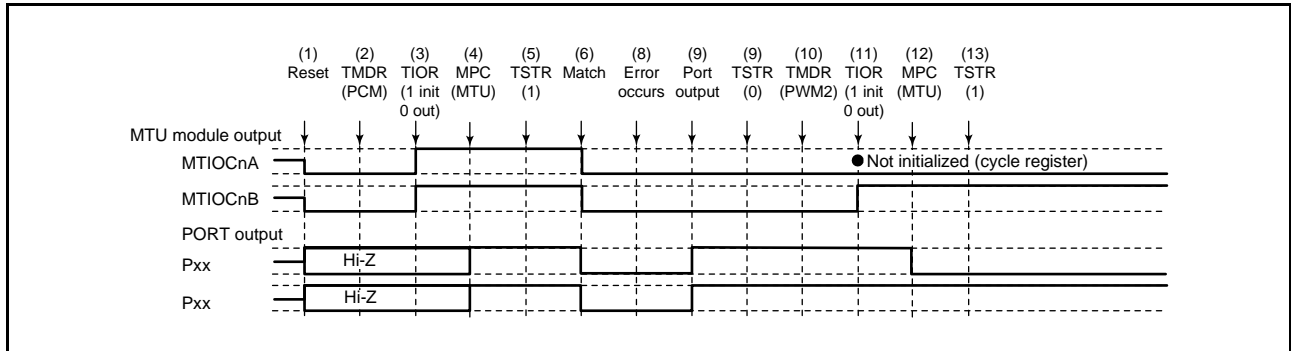 (1) (2) (3) (4) (5) (6) (8) (9) (9) (10) (11) (12) (13)
Reset TMDR TIOR MPC TSTR Match Error Port TSTR TMDR TIOR MPC TSTR
(PCM) (1 init (MTU) (1) occurs output (0) (PWM2) (1 init (MTU) (1)
0 out) 0 out)
MTU module output
MTIOCnA Not initialized (cycle register)
MTIOCnB
PORT output
Pxx Hi-Z
Pxx Hi-Z